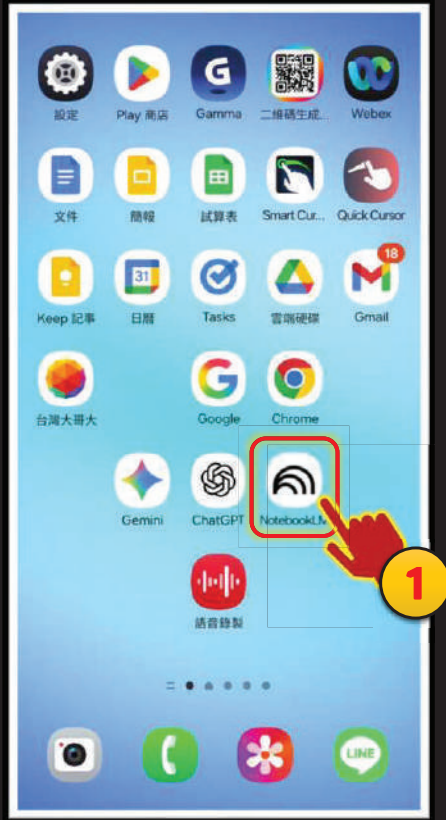 設定
Play 商店
Gamma
二維碼生成...
Webex
文件
簡報
試算表
Smart Cur...
Quick Cursor
Keep 記事
31
日曆
Tasks
雲端硬碟
18
Gmail
台灣大哥大
Google
Chrome
Gemini
ChatGPT
NotebookLM
1
語音錄製
LINE